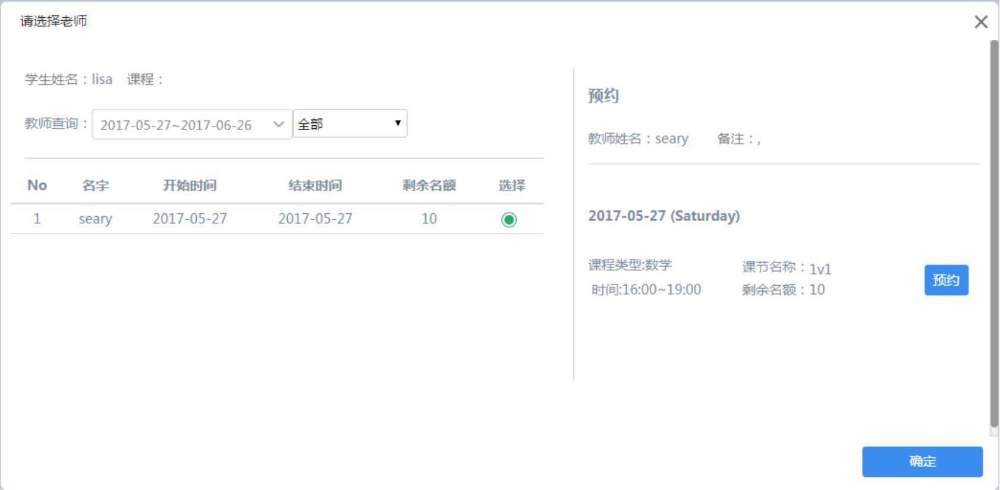 请选择老师
学生姓名：lisa 课程：
教师查询：2017-05-27~2017-06-26 全部
No 名字 开始时间 结束时间 剩余名额 选择
1 seary 2017-05-27 2017-05-27 10
预约
教师姓名：seary 备注：,
2017-05-27 (Saturday)
课程类型:数学 课节名称：1v1
时间:16:00~19:00 剩余名额：10
预约
确定